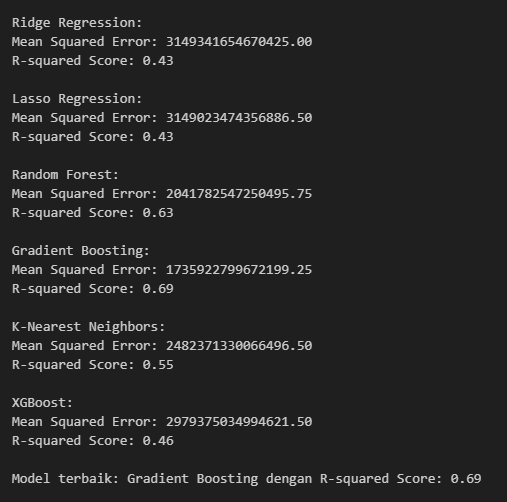 Ridge Regression:
Mean Squared Error: 3149341654670425.00
R-squared Score: 0.43
Lasso Regression:
Mean Squared Error: 3149023474356886.50
R-squared Score: 0.43
Random Forest:
Mean Squared Error: 2041782547250495.75
R-squared Score: 0.63
Gradient Boosting:
Mean Squared Error: 1735922799672199.25
R-squared Score: 0.69
K-Nearest Neighbors:
Mean Squared Error: 2482371330066496.50
R-squared Score: 0.55
XGBoost:
Mean Squared Error: 2979375034994621.50
R-squared Score: 0.46
Model terbaik: Gradient Boosting dengan R-squared Score: 0.69